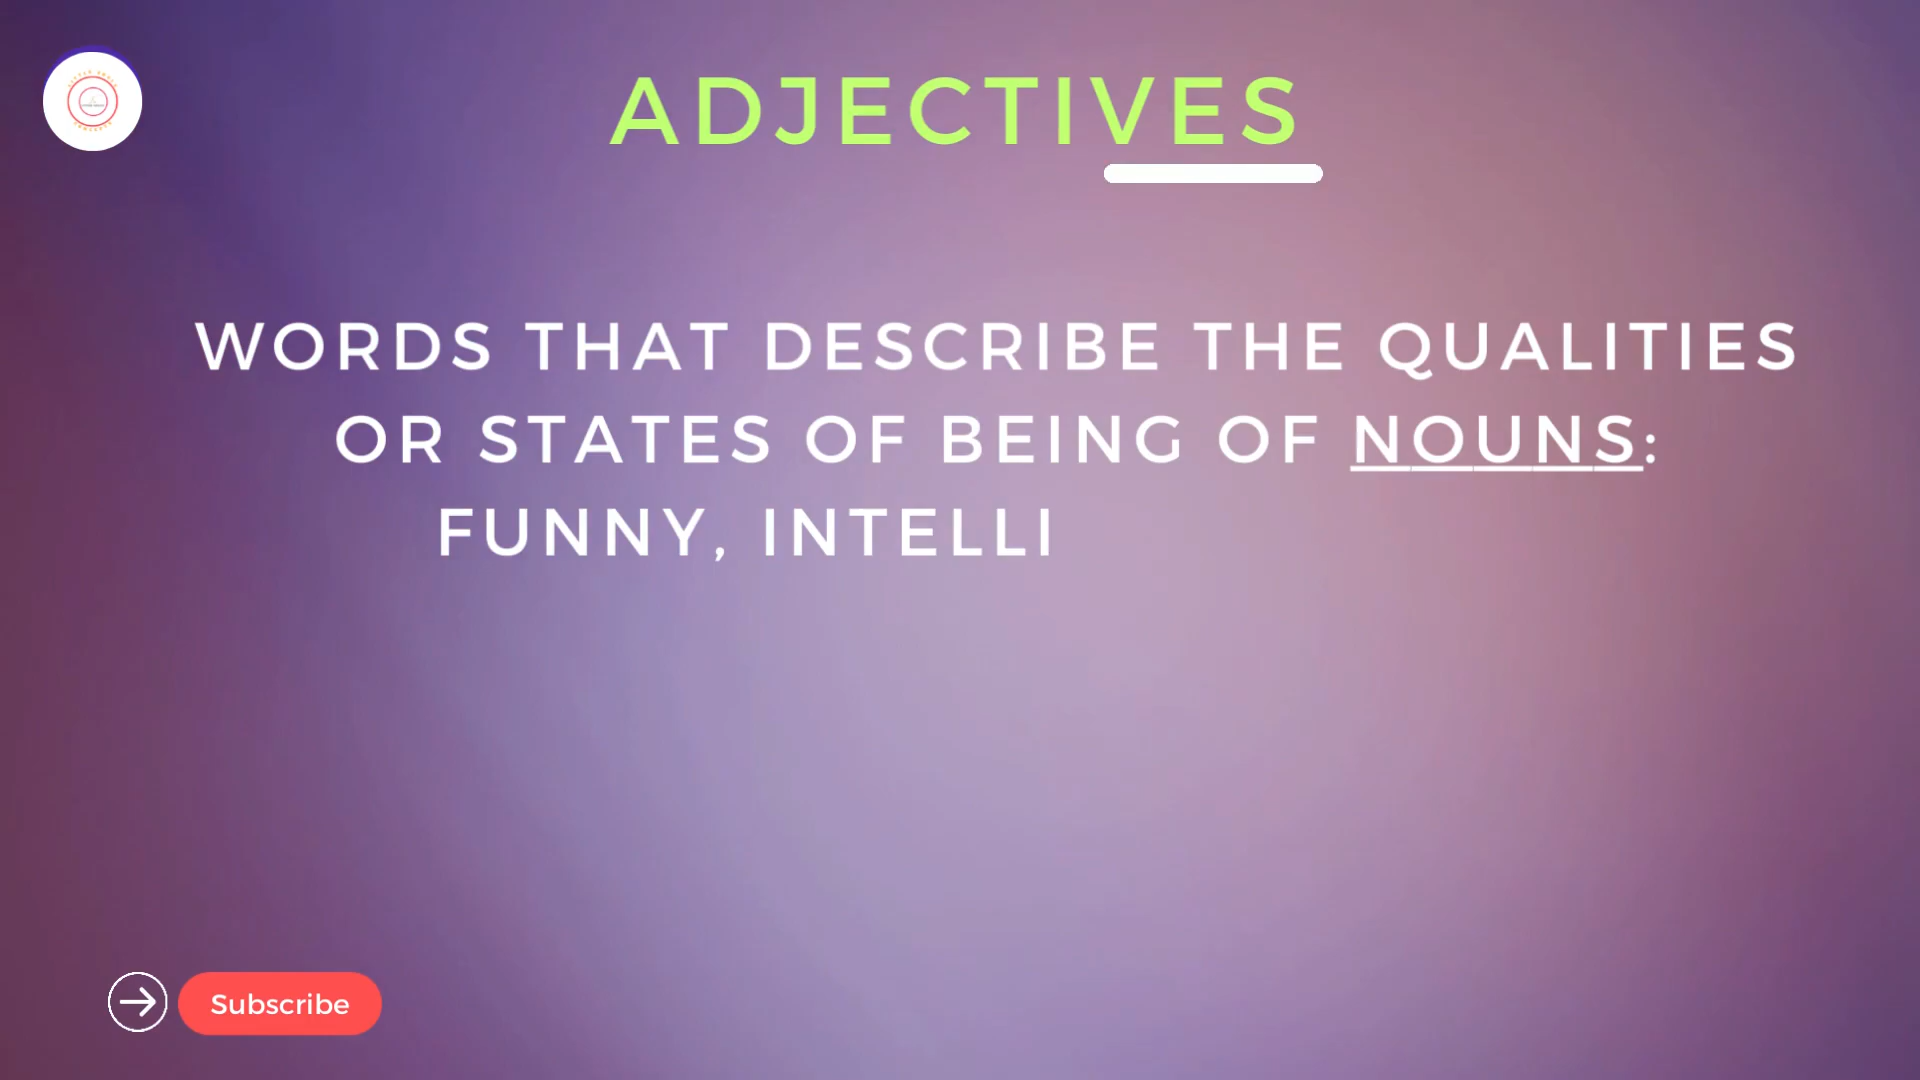 ADJECTIVES
WORDS THAT DESCRIBE THE QUALITIES
OR STATES OF BEING OF NOUNS:
FUNNY, INTELLI
Subscribe